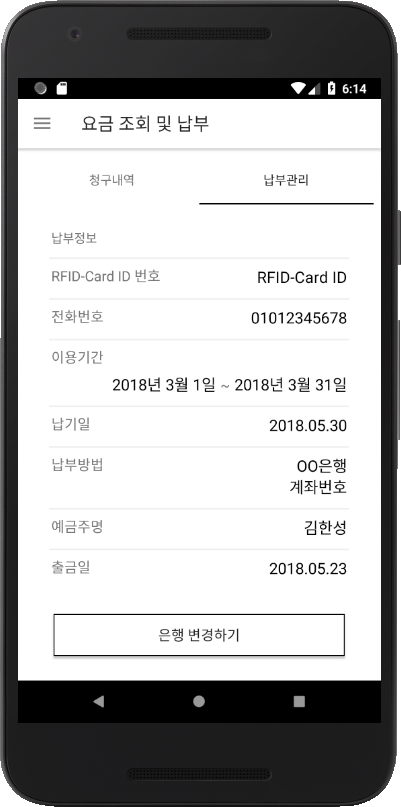 6:14
요금 조회 및 납부
청구내역
납부관리
납부정보
RFID-Card ID 번호
RFID-Card ID
전화번호
01012345678
이용기간
2018년 3월 1일 ~ 2018년 3월 31일
납기일
2018.05.30
납부방법
OO은행
계좌번호
예금주명
김한성
출금일
2018.05.23
은행 변경하기